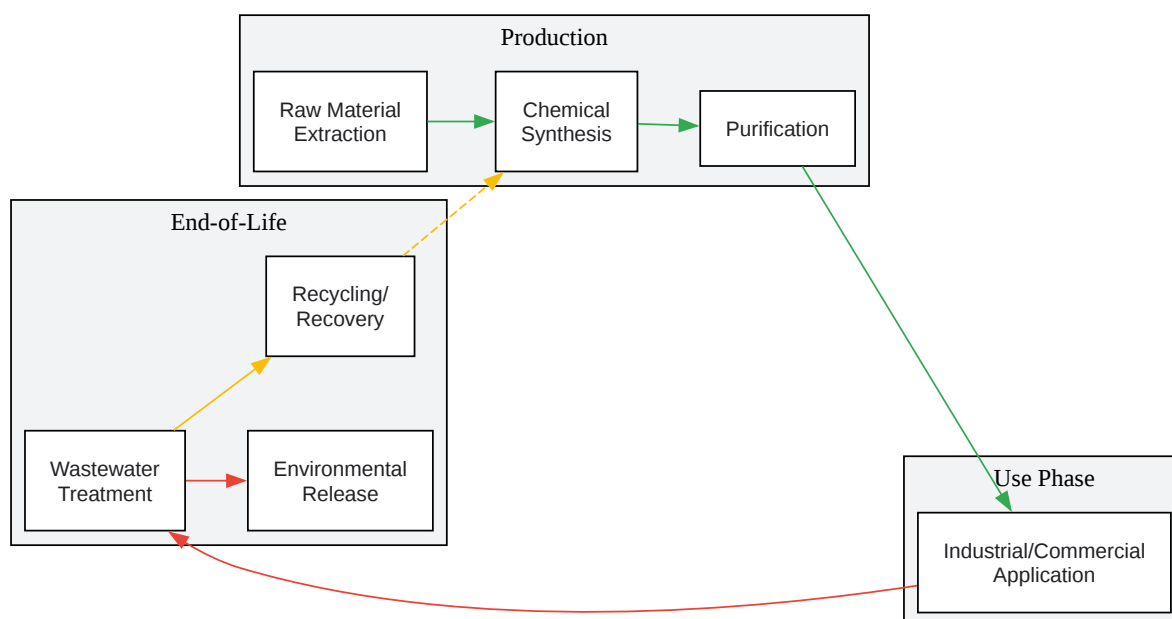 Production
Raw Material
Extraction
Chemical
Synthesis
Purification
End-of-Life
Recycling/
Recovery
Wastewater
Treatment
Environmental
Release
Use Phase
Industrial/Commercial
Application